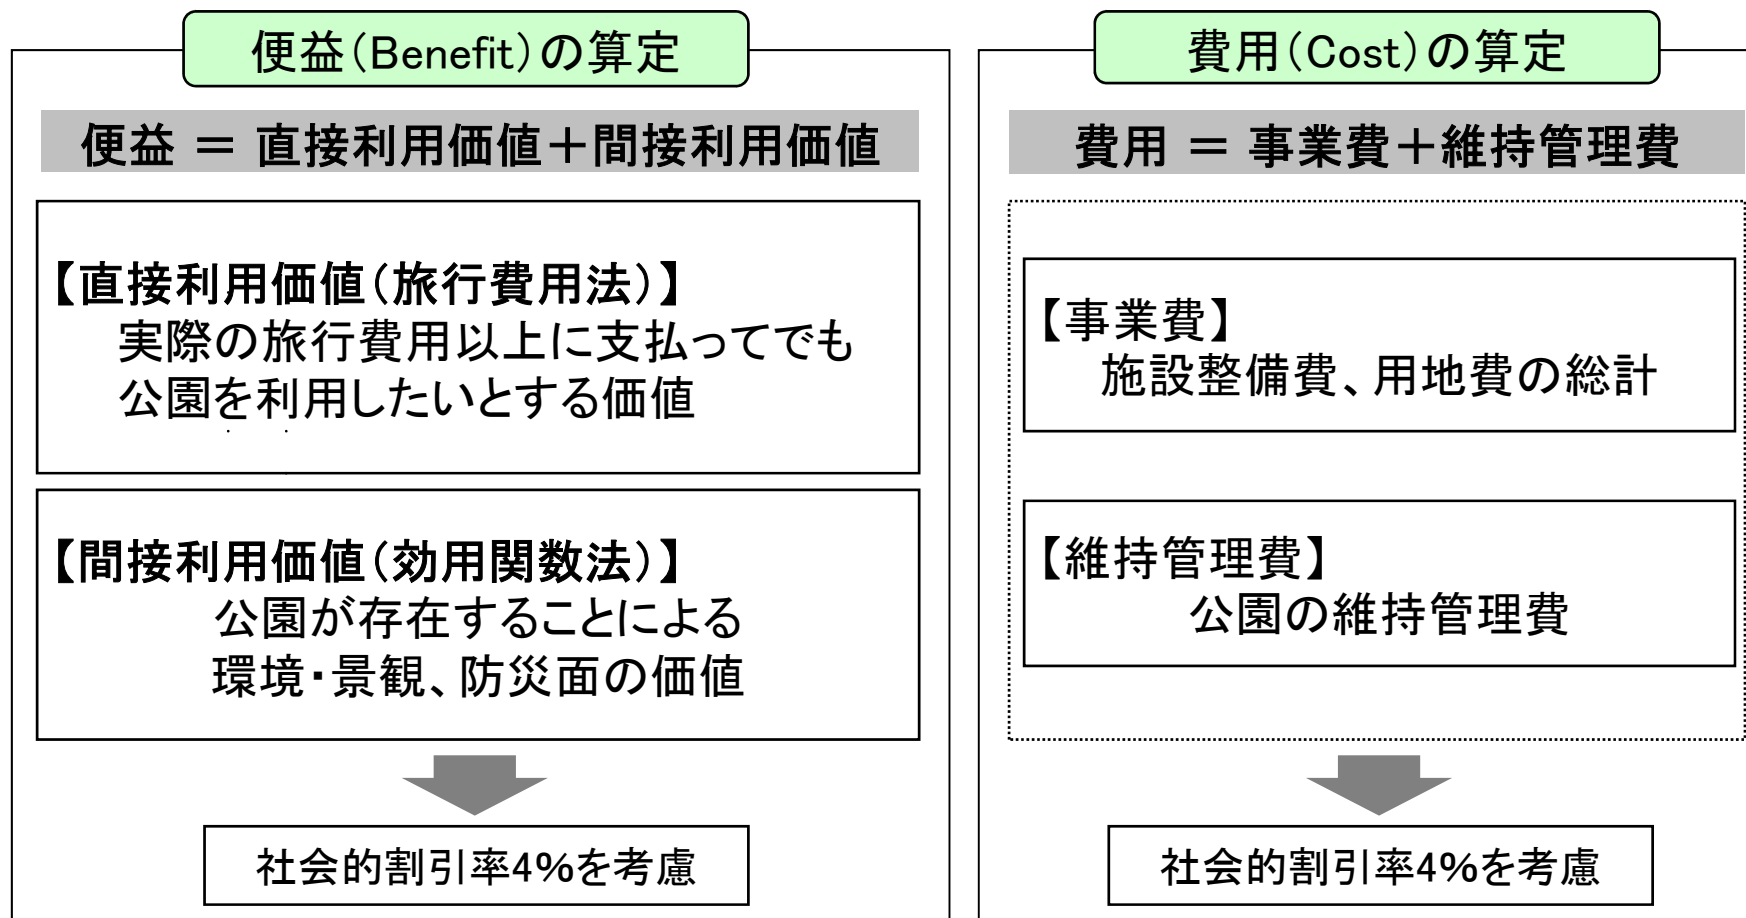 便益（Benefit）の算定
便益 ＝ 直接利用価値＋間接利用価値
【直接利用価値（旅行費用法）】
実際の旅行費用以上に支払ってでも
公園を利用したいとする価値
【間接利用価値（効用関数法）】
公園が存在することによる
環境・景観、防災面の価値
社会的割引率4%を考慮
費用（Cost）の算定
費用 ＝ 事業費＋維持管理費
【事業費】
施設整備費、用地費の総計
【維持管理費】
公園の維持管理費
社会的割引率4%を考慮